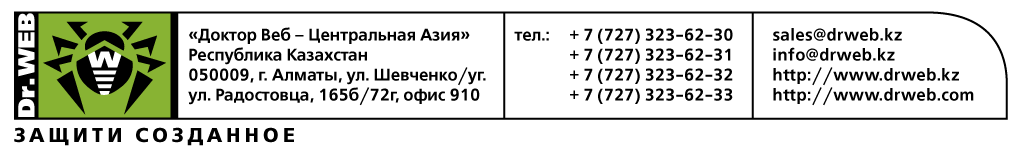 Dr.WEB
«Доктор Веб – Центральная Азия»
Республика Казахстан
050009, г. Алматы, ул. Шевченко/уг.
ул. Радостовца, 165б/72г, офис 910
тел.: + 7 (727) 323-62-30
+ 7 (727) 323-62-31
+ 7 (727) 323-62-32
+ 7 (727) 323-62-33
sales@drweb.kz
info@drweb.kz
http://www.drweb.kz
http://www.drweb.com
ЗАЩИТИ СОЗДАННОЕ